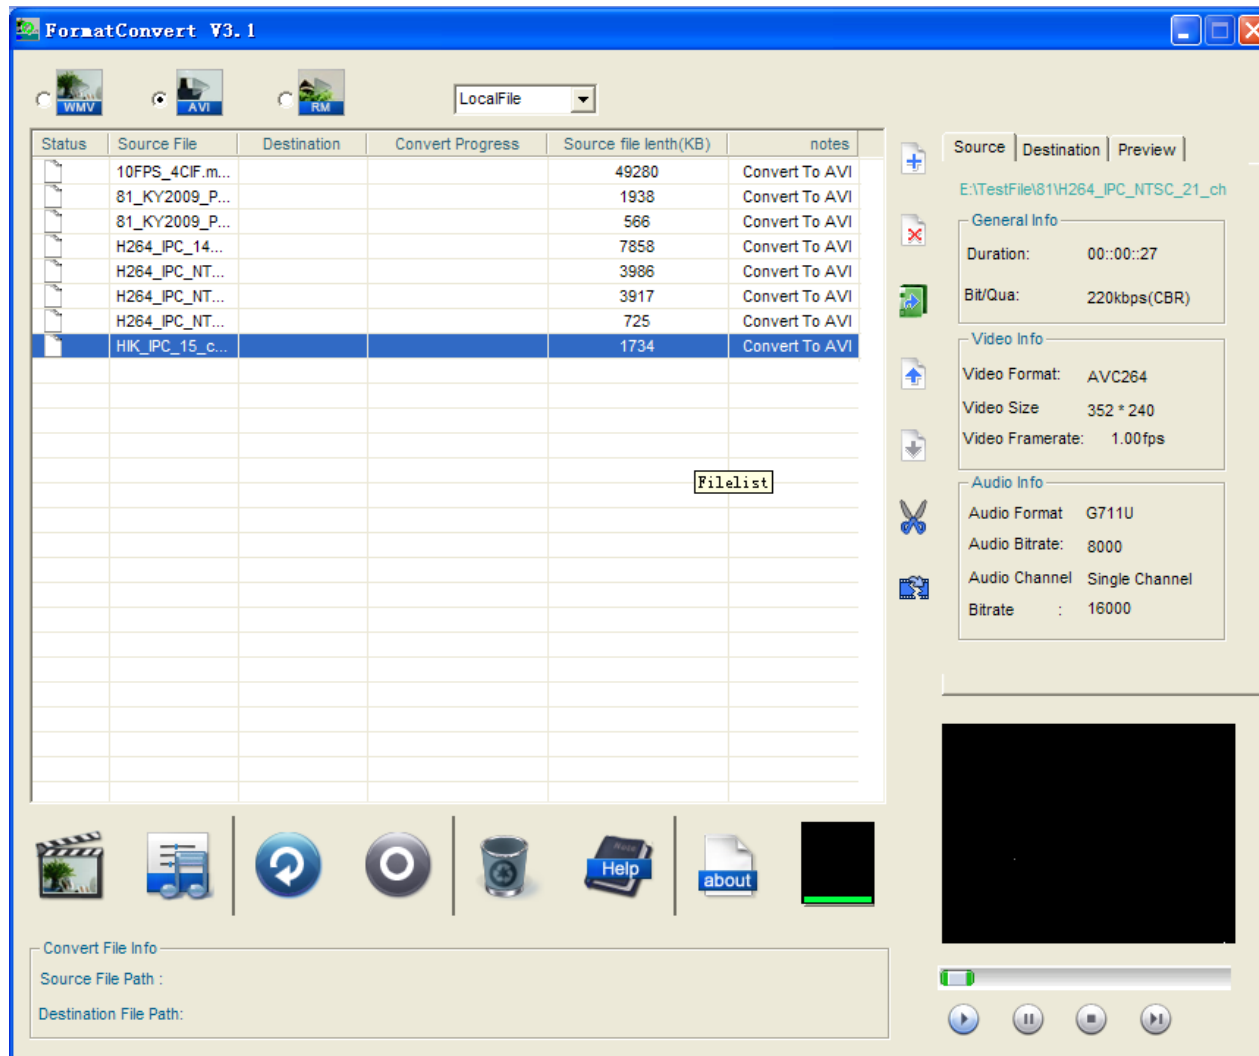 FormatConvert V3.1
WMV AVI RM LocalFile
Status Source File Destination Convert Progress Source file lenth(KB) notes
10FPS_4CIF.m... 49280 Convert To AVI
81_KY2009_P... 1938 Convert To AVI
81_KY2009_P... 566 Convert To AVI
H264_IPC_14... 7858 Convert To AVI
H264_IPC_NT... 3986 Convert To AVI
H264_IPC_NT... 3917 Convert To AVI
H264_IPC_NT... 725 Convert To AVI
HIK_IPC_15_c... 1734 Convert To AVI
Filelist
Source Destination Preview
E:\TestFile\81\H264_IPC_NTSC_21_ch
General Info
Duration: 00::00::27
Bit/Qua: 220kbps(CBR)
Video Info
Video Format: AVC264
Video Size 352 * 240
Video Framerate: 1.00fps
Audio Info
Audio Format G711U
Audio Bitrate: 8000
Audio Channel Single Channel
Bitrate : 16000
Note
Help
about
Convert File Info
Source File Path :
Destination File Path: